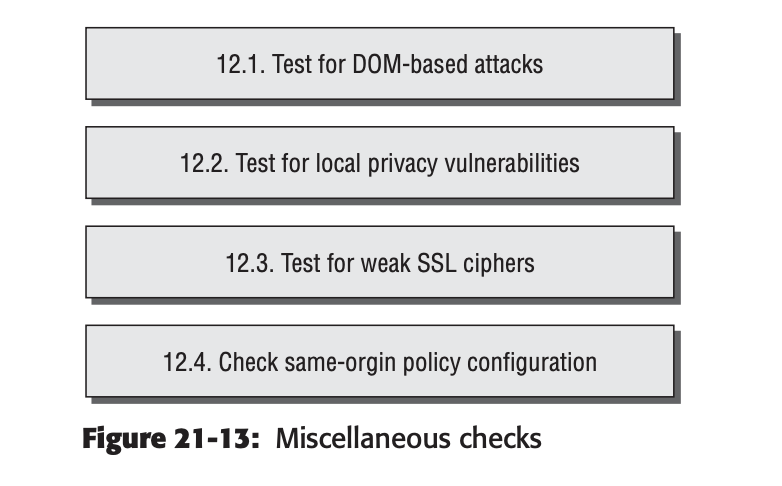 12.1. Test for DOM-based attacks
12.2. Test for local privacy vulnerabilities
12.3. Test for weak SSL ciphers
12.4. Check same-orgin policy configuration
Figure 21-13: Miscellaneous checks